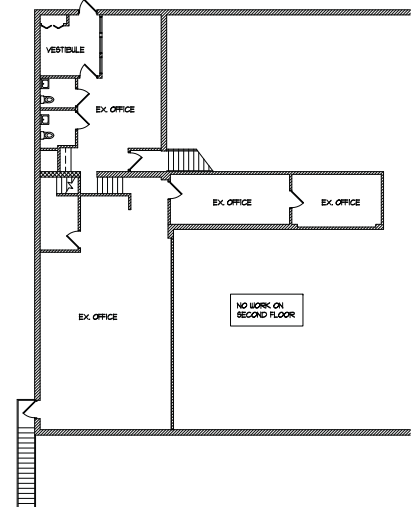 VESTIBULE
EX. OFFICE
EX. OFFICE
EX. OFFICE
EX. OFFICE
NO WORK ON
SECOND FLOOR